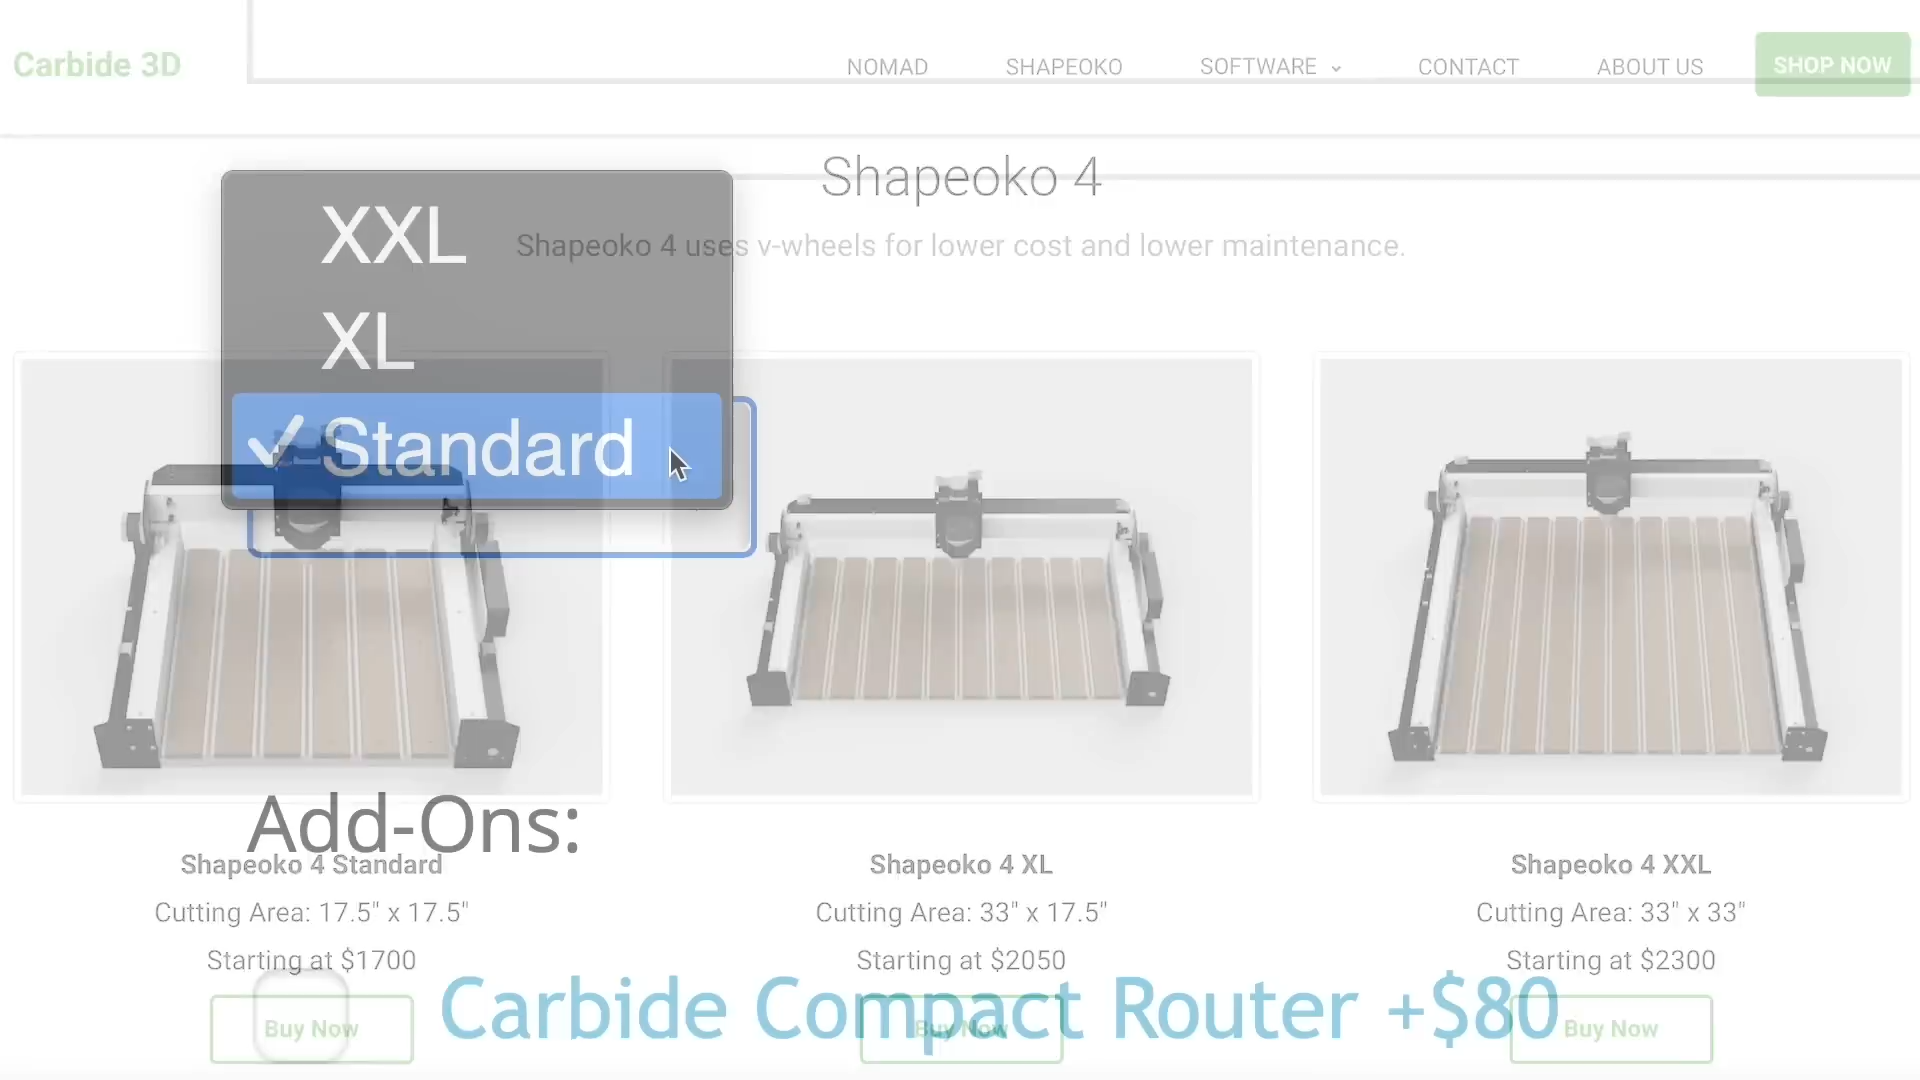 Carbide 3D
NOMAD
SHAPEOKO
SOFTWARE
CONTACT
ABOUT US
SHOP NOW
Shapeoko 4
Shapeoko 4 uses v-wheels for lower cost and lower maintenance.
XXL
XL
Standard
Add-Ons:
Shapeoko 4 Standard
Cutting Area: 17.5" x 17.5"
Starting at $1700
Buy Now
Shapeoko 4 XL
Cutting Area: 33" x 17.5"
Starting at $2050
Buy Now
Shapeoko 4 XXL
Cutting Area: 33" x 33"
Starting at $2300
Buy Now
Carbide Compact Router +$80